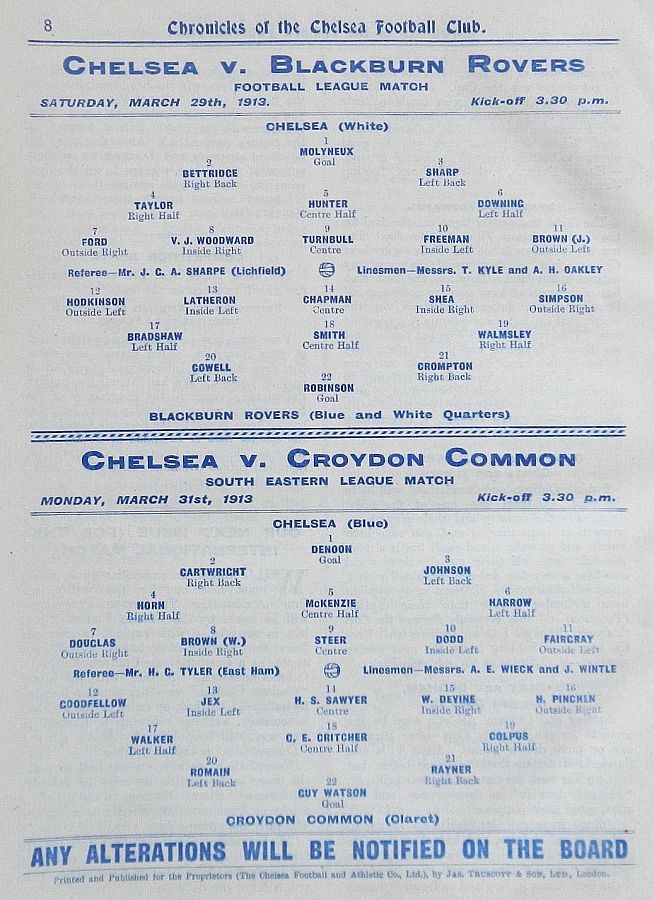 8 Chronicles of the Chelsea Football Club.
CHELSEA V. BLACKBURN ROVERS
FOOTBALL LEAGUE MATCH
SATURDAY, MARCH 29th, 1913. Kick-off 3.30 p.m.
CHELSEA (White)
1
MOLYNEUX
Goal
2 3
BETTRIDGE SHARP
Right Back Left Back
4 5 6
TAYLOR HUNTER DOWNING
Right Half Centre Half Left Half
7 8 9 10 11
FORD V. J. WOODWARD TURNBULL FREEMAN BROWN (J.)
Outside Right Inside Right Centre Inside Left Outside Left
Referee—Mr. J. C. A. SHARPE (Lichfield) Linesmen—Messrs. T. KYLE and A. H. OAKLEY
12 13 14 15 16
HODKINSON LATHERON CHAPMAN SHEA SIMPSON
Outside Left Inside Left Centre Inside Right Outside Right
17 18 19
BRADSHAW SMITH WALMSLEY
Left Half Centre Half Right Half
20 21
COWELL CROMPTON
Left Back Right Back
22
ROBINSON
Goal
BLACKBURN ROVERS (Blue and White Quarters)
CHELSEA V. CROYDON COMMON
SOUTH EASTERN LEAGUE MATCH
MONDAY, MARCH 31st, 1913 Kick-off 3.30 p.m.
CHELSEA (Blue)
1
DENOON
Goal
2 3
CARTWRIGHT JOHNSON
Right Back Left Back
4 5 6
HORN McKENZIE HARROW
Right Half Centre Half Left Half
7 8 9 10 11
DOUGLAS BROWN (W.) STEER DODD FAIRGRAY
Outside Right Inside Right Centre Inside Left Outside Left
Referee—Mr. H. G. TYLER (East Ham) Linesmen—Messrs. A. E. WIECK and J. WINTLE
12 13 14 15 16
GOODFELLOW JEX H. S. SAWYER W. DEVINE H. PINCHEN
Outside Left Inside Left Centre Inside Right Outside Right
17 18 19
WALKER C. E. CRITCHER COLPUS
Left Half Centre Half Right Half
20 21
ROMAIN RAYNER
Left Back Right Back
22
GUY WATSON
Goal
CROYDON COMMON (Claret)
ANY ALTERATIONS WILL BE NOTIFIED ON THE BOARD
Printed and Published for the Proprietors (The Chelsea Football and Athletic Co., Ltd.), by JAS. TRUSCOTT & SON, LTD., London.